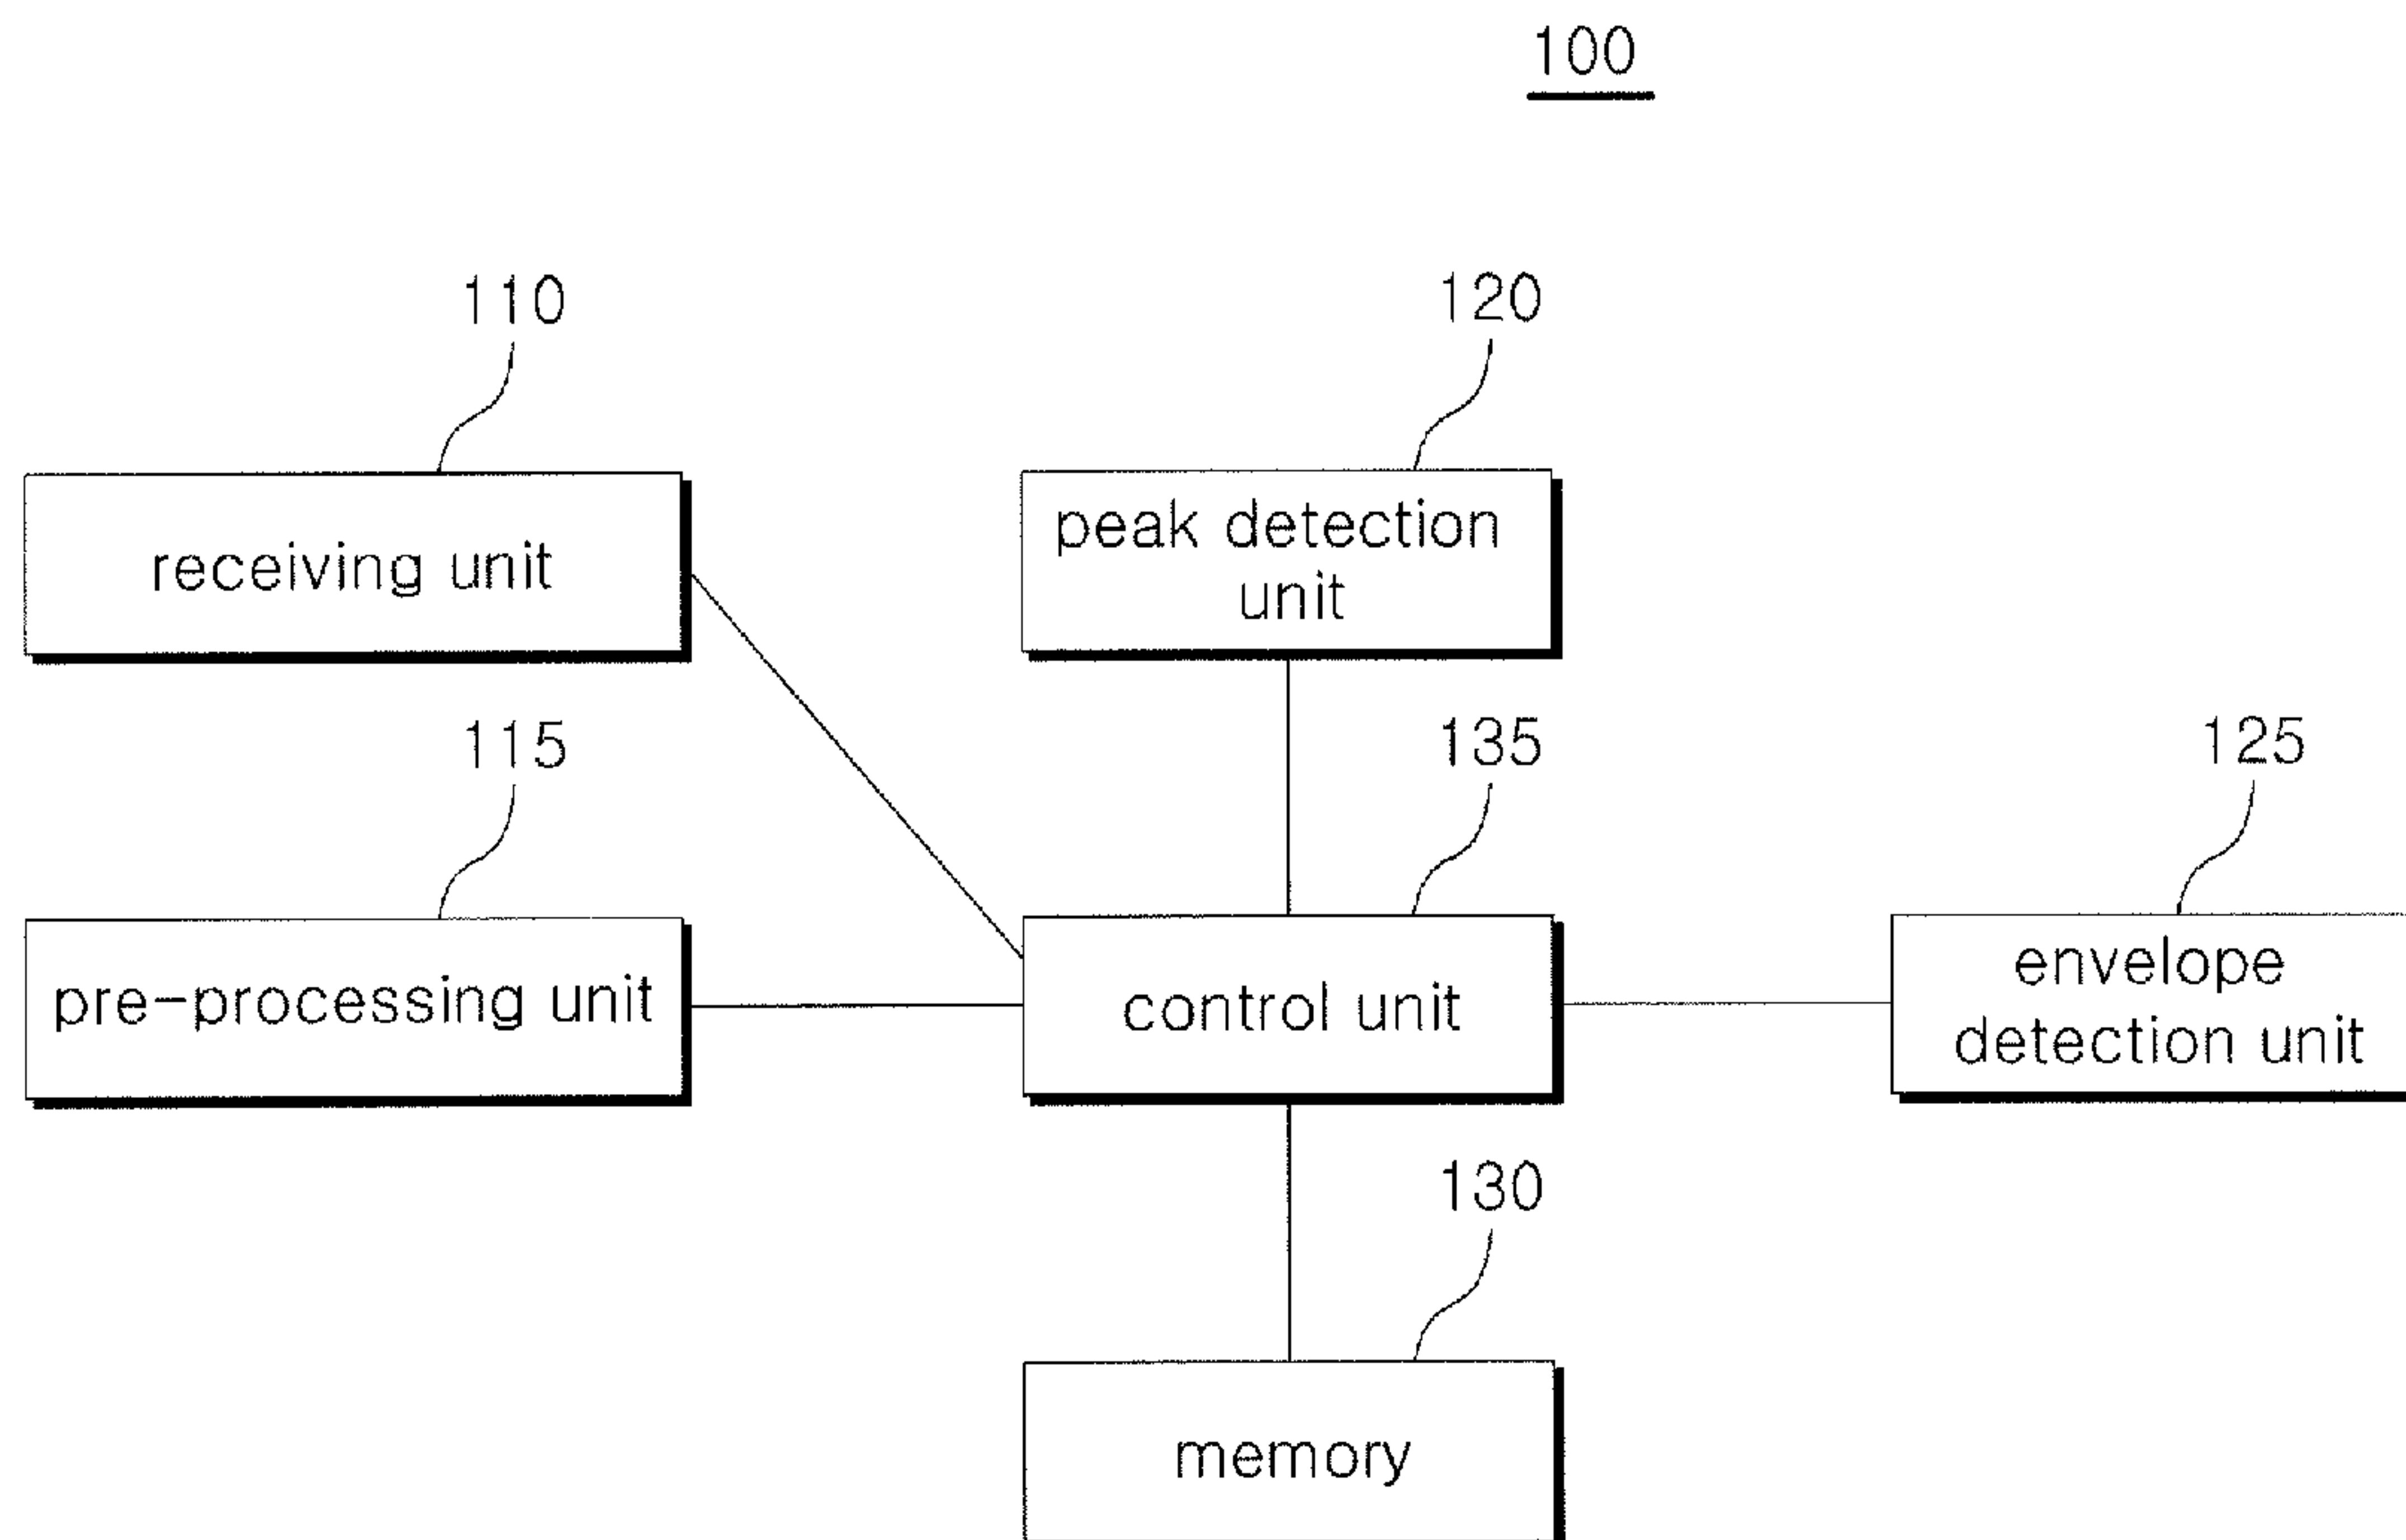 100
110
120
receiving unit
peak detection
unit
115
135
125
pre-processing unit
control unit
envelope
detection unit
130
memory